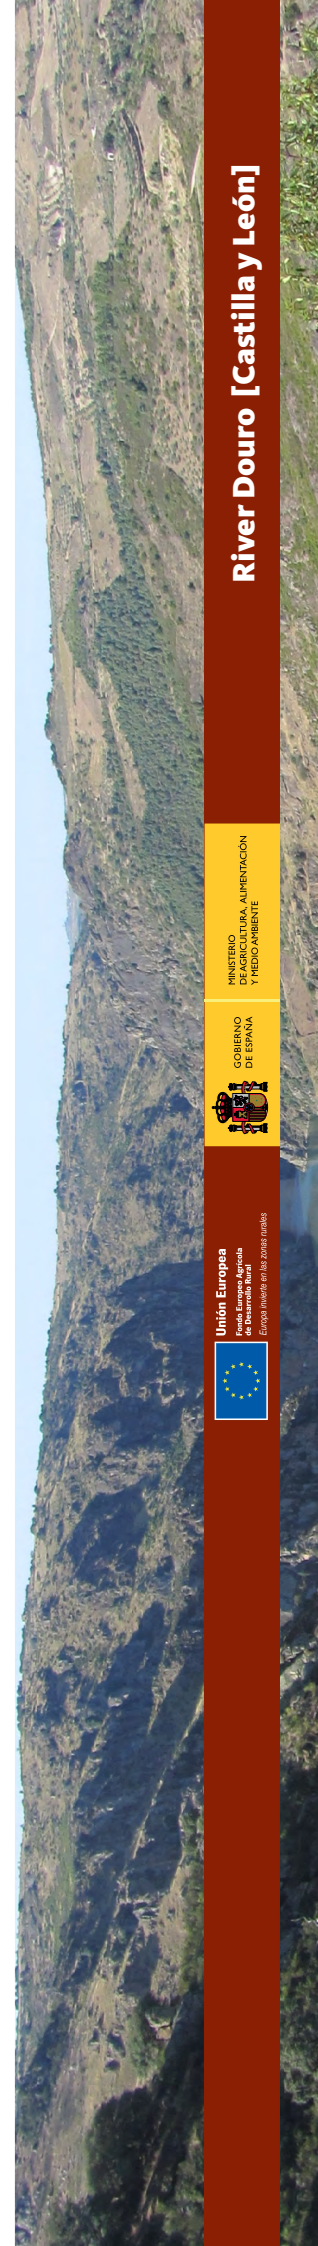 River Douro [Castilla y León]
MINISTERIO
DE AGRICULTURA, ALIMENTACIÓN
Y MEDIO AMBIENTE
GOBIERNO
DE ESPAÑA
Unión Europea
Fondo Europeo Agrícola
de Desarrollo Rural
Europa invierte en las zonas rurales